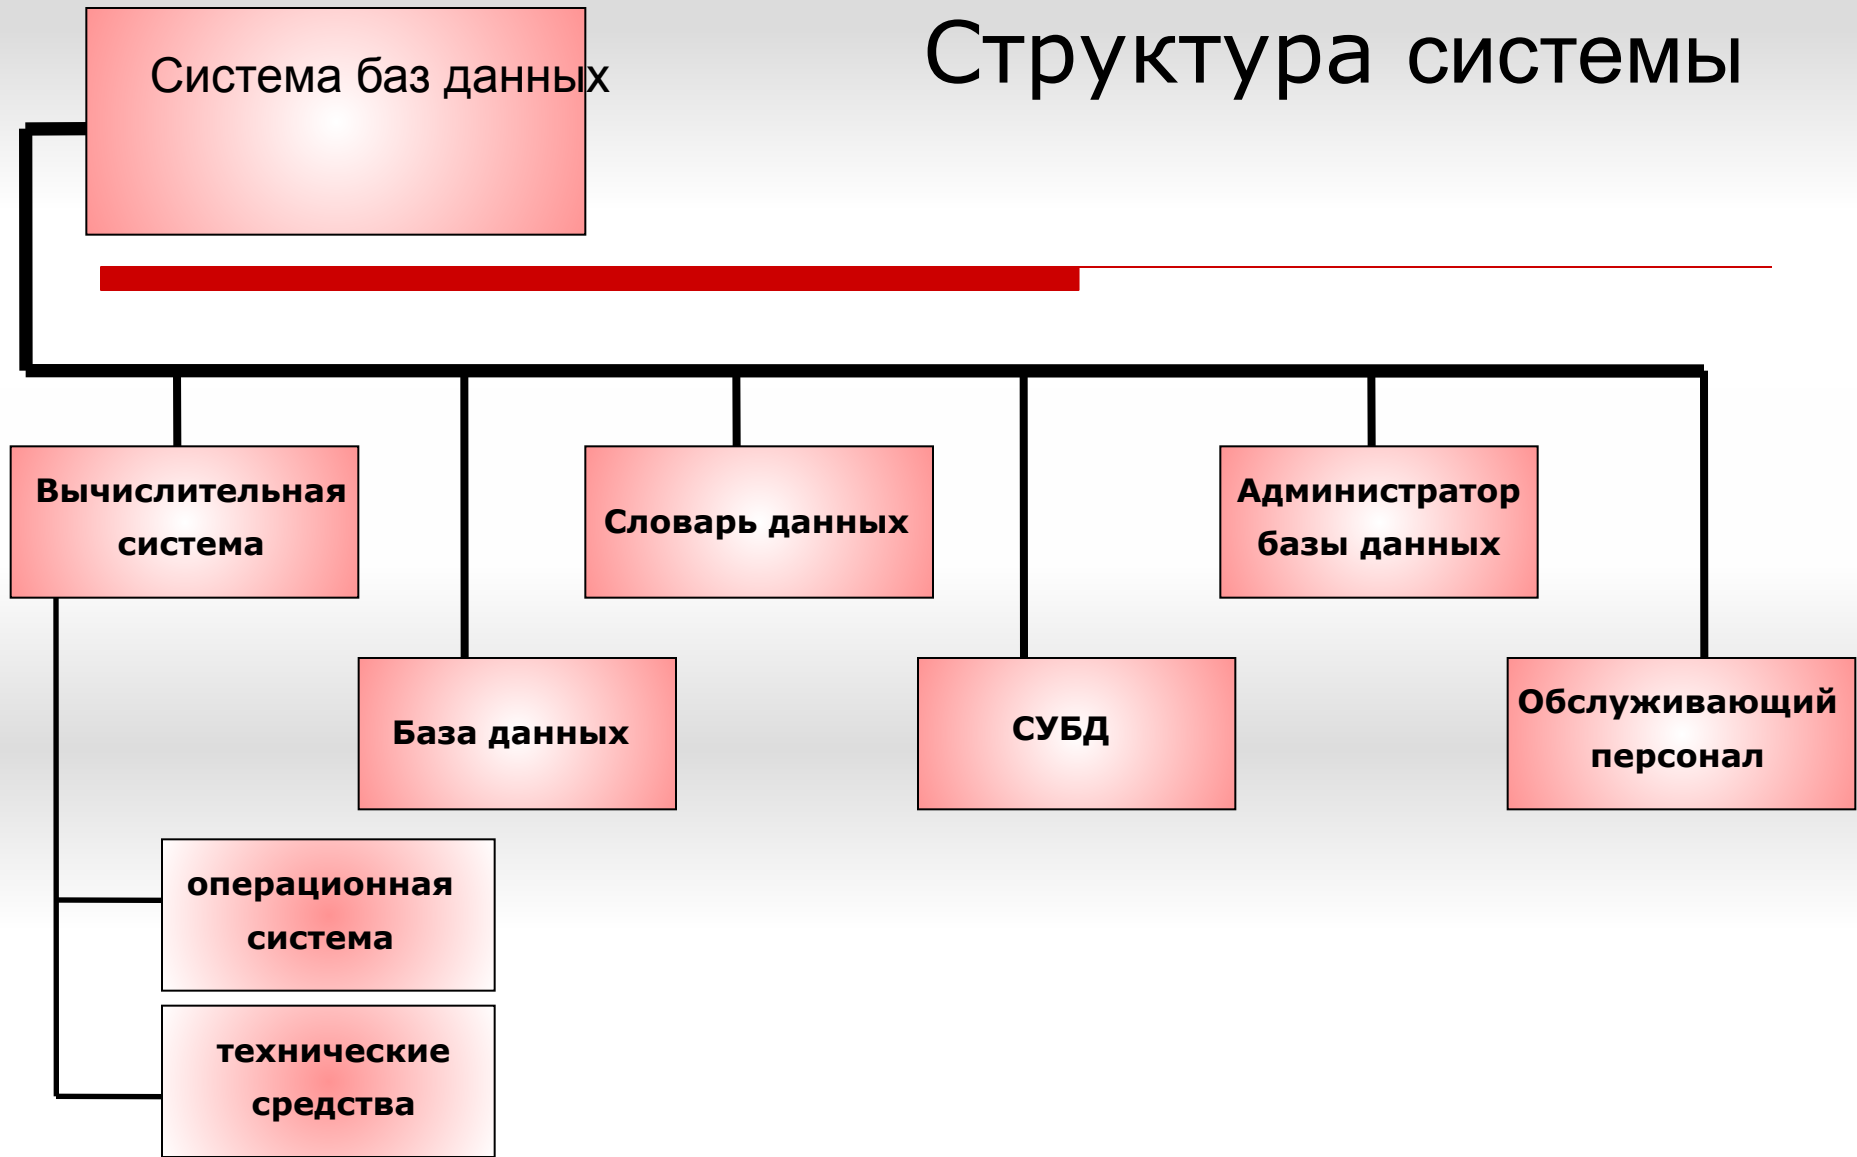 Структура системы
Система баз данных
Вычислительная
система
Словарь данных
Администратор
базы данных
База данных
СУБД
Обслуживающий
персонал
операционная
система
технические
средства